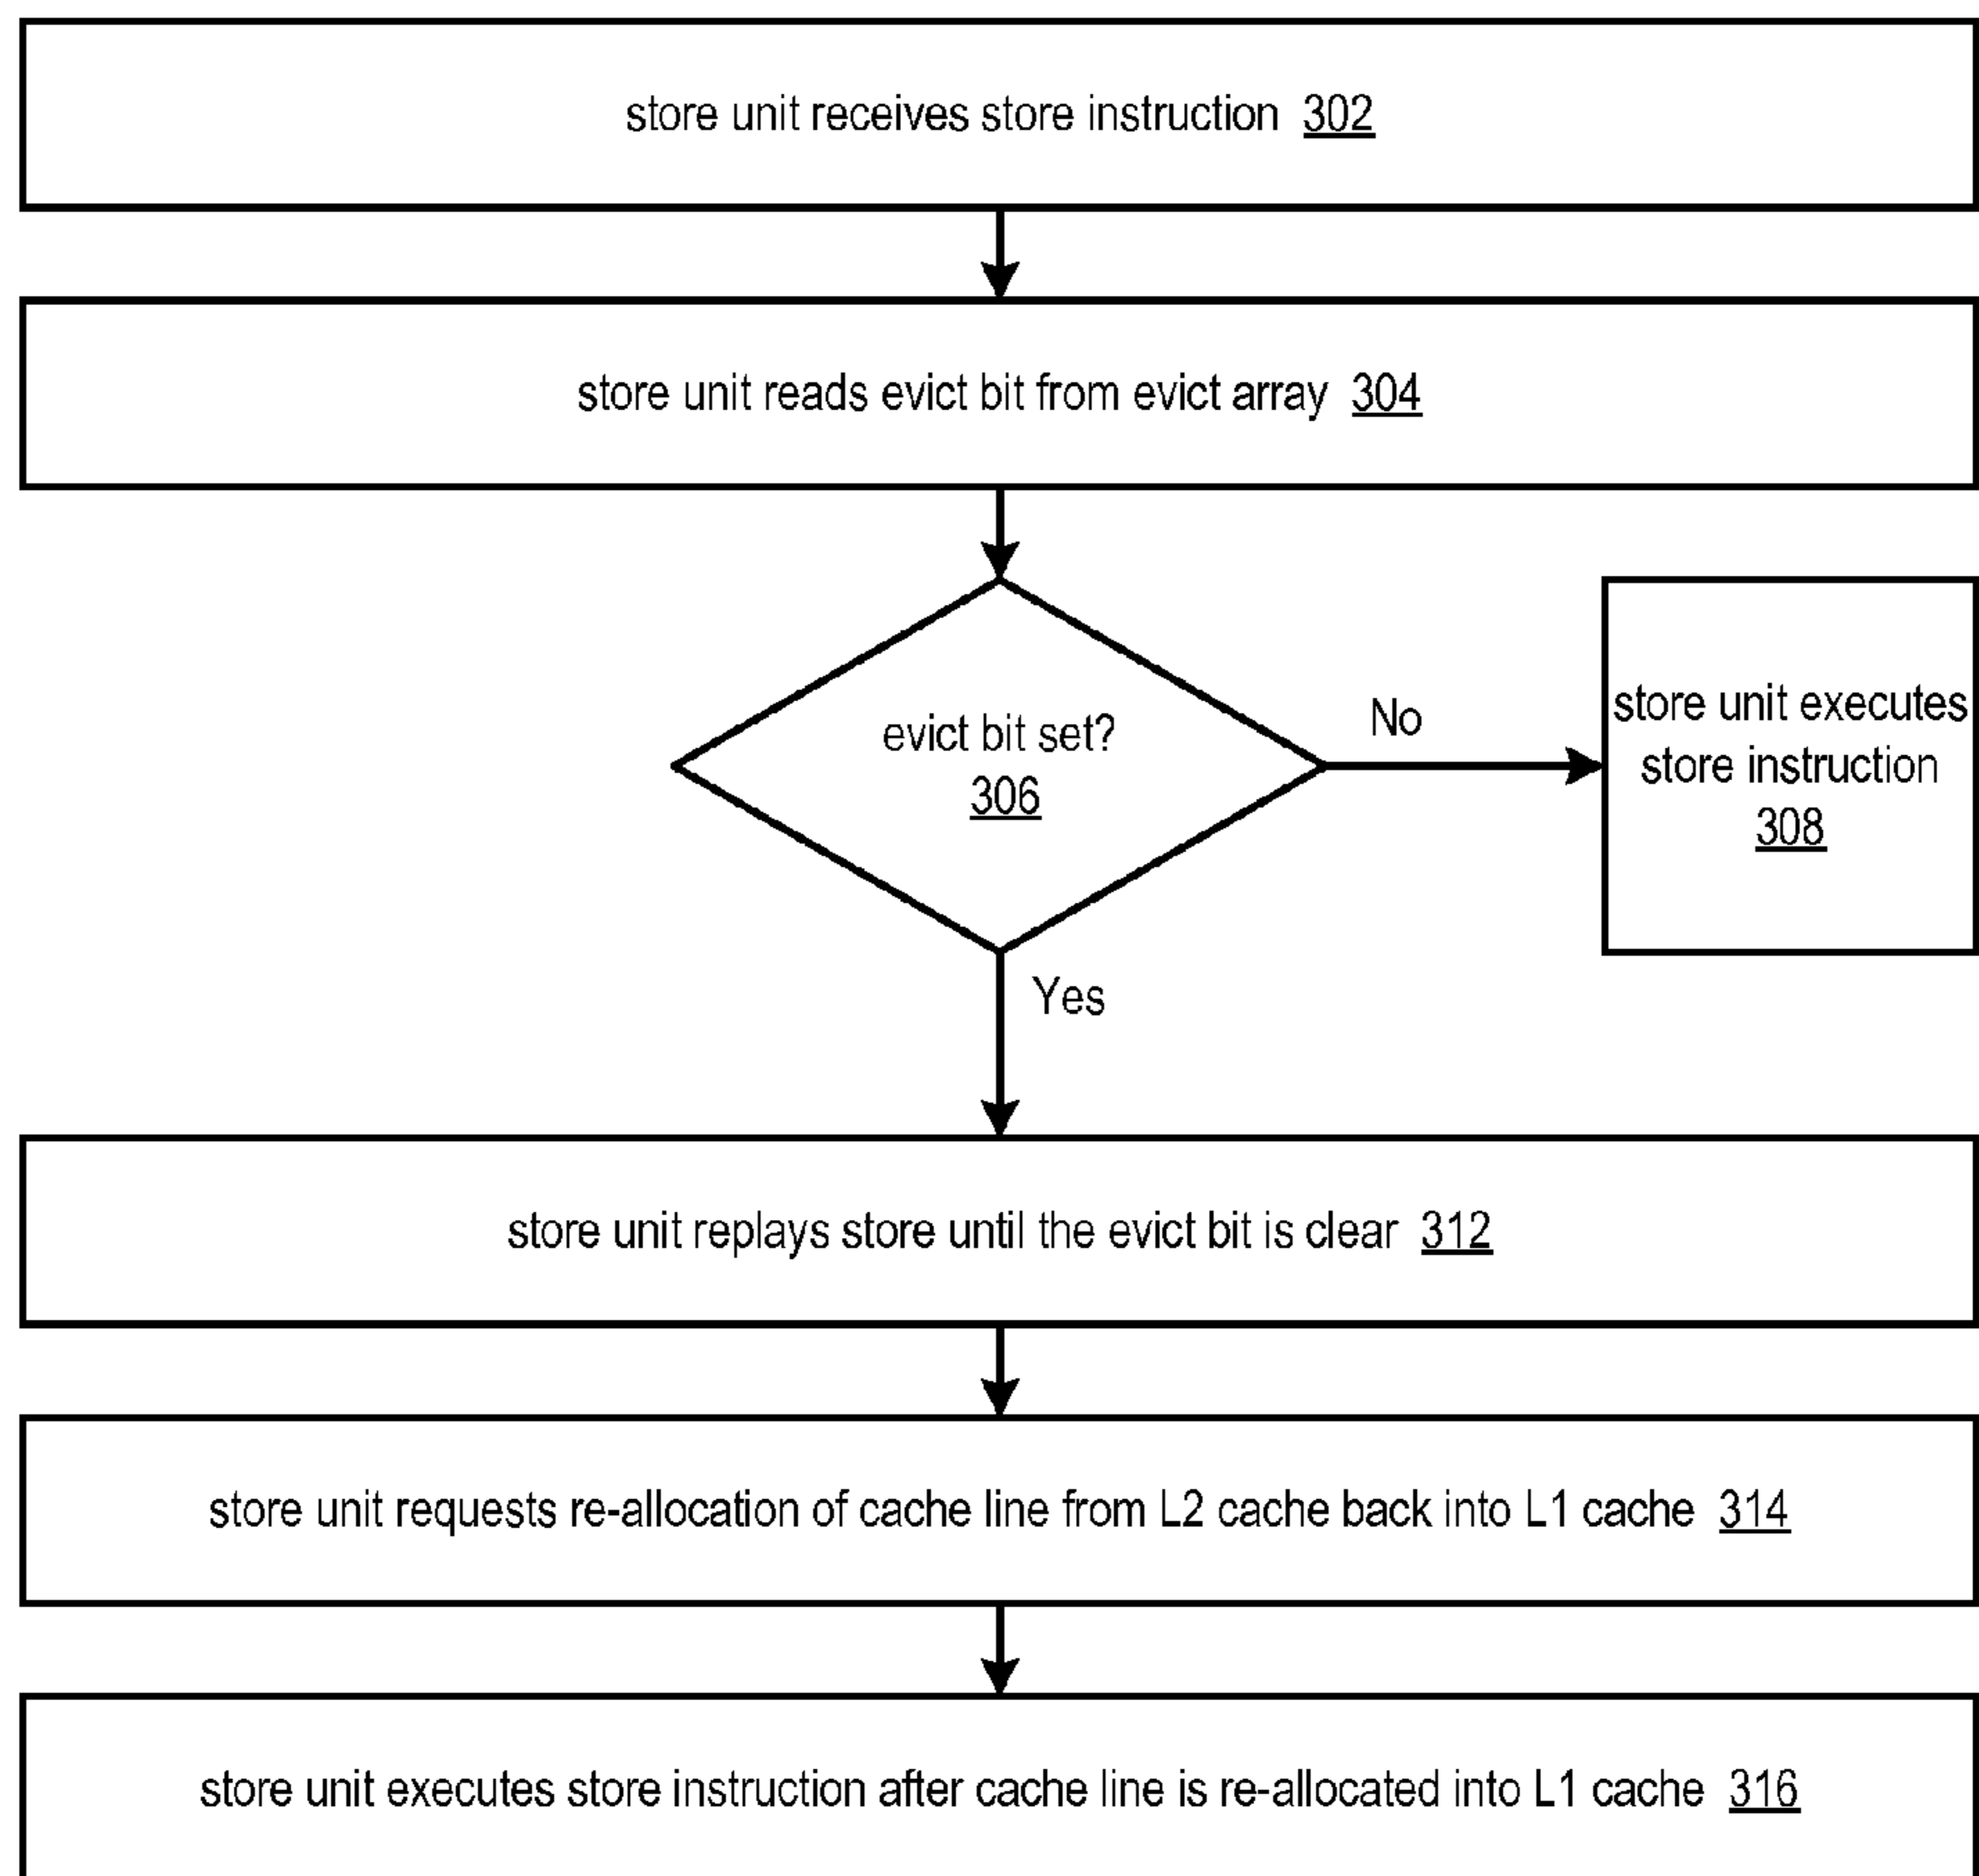 store unit receives store instruction 302
store unit reads evict bit from evict array 304
evict bit set?
306
No
store unit executes
store instruction
308
Yes
store unit replays store until the evict bit is clear 312
store unit requests re-allocation of cache line from L2 cache back into L1 cache 314
store unit executes store instruction after cache line is re-allocated into L1 cache 316